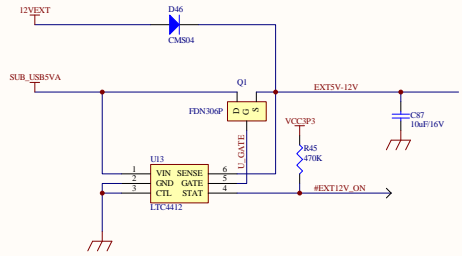 12VEXT
D46
CMS04
SUB_USB5VA
Q1
EXT5V-12V
FDN306P
D
G
S
C87
10uF/16V
VCC3P3
U_GATE
R45
470K
U13
1 VIN SENSE 6
2 GND GATE 5
3 CTL STAT 4
#EXT12V_ON
LTC4412